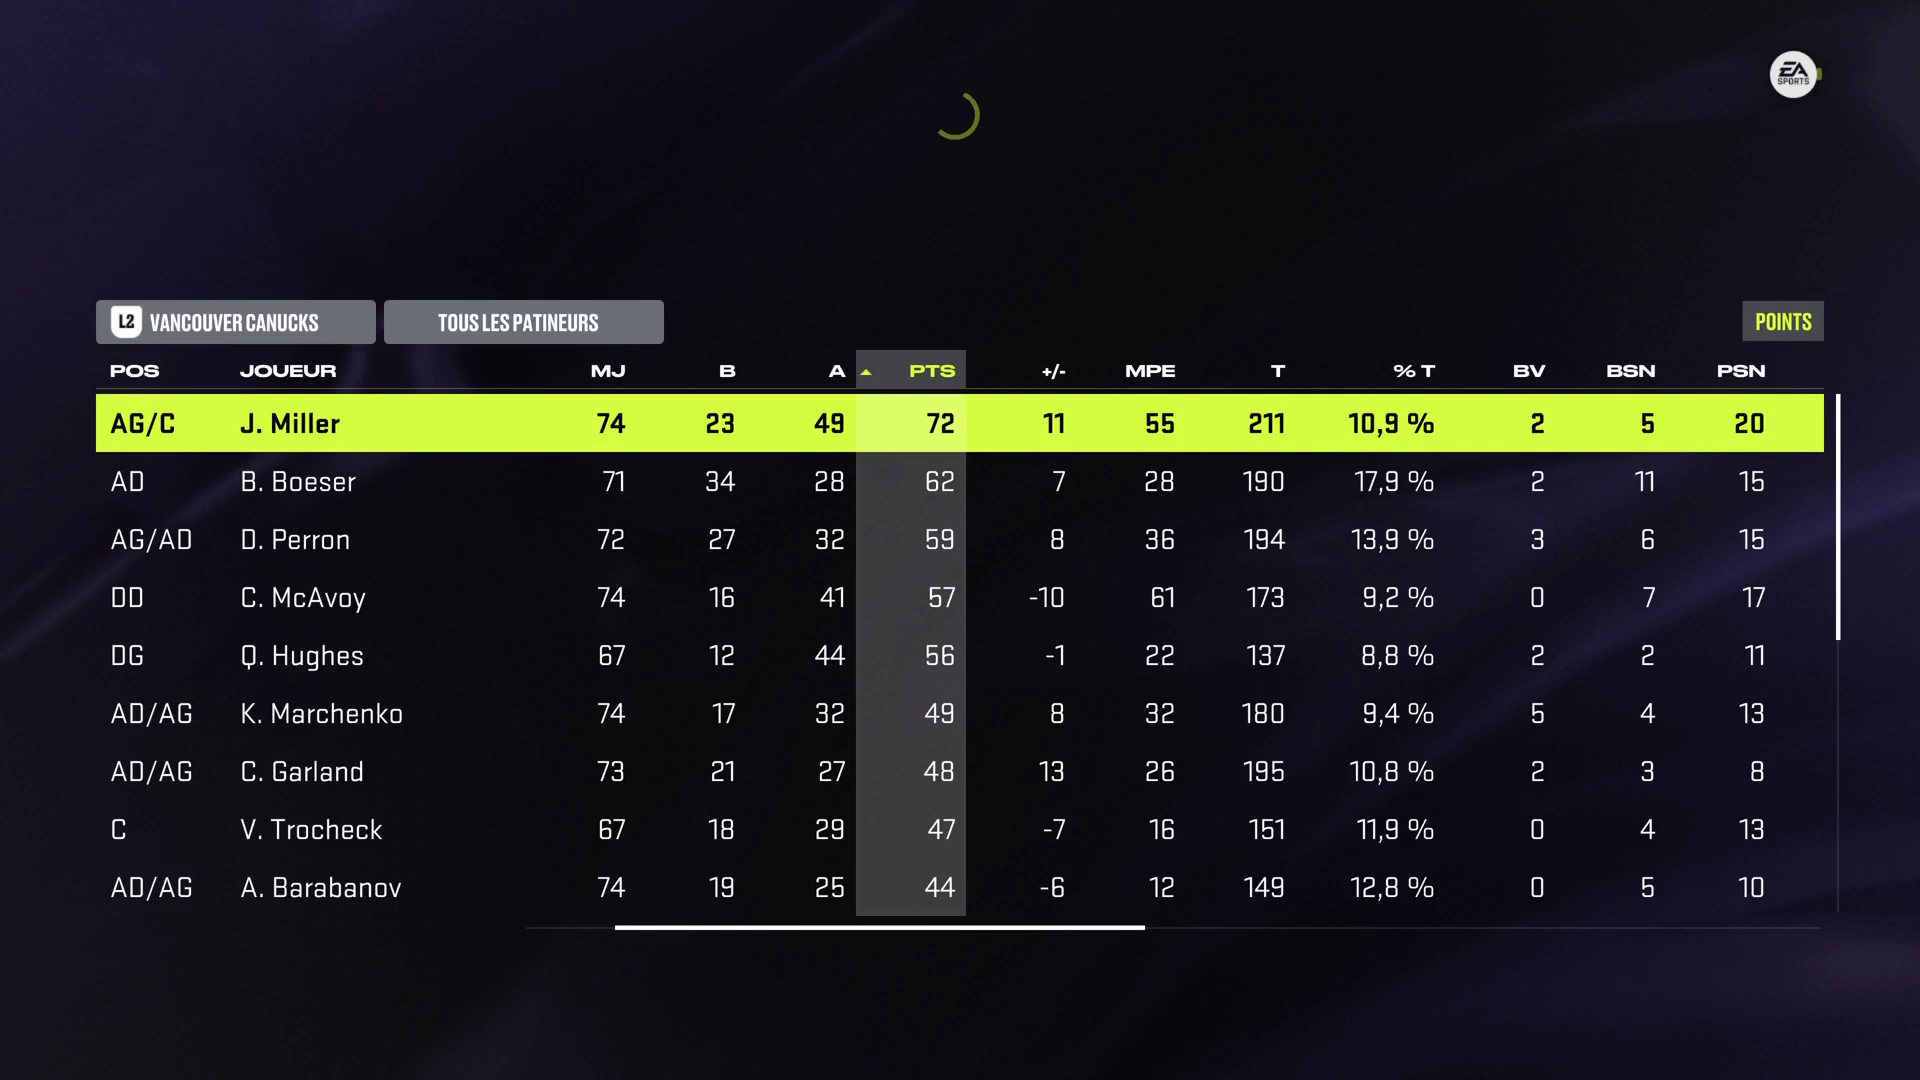 EA SPORTS
L2 VANCOUVER CANUCKS TOUS LES PATINEURS POINTS
POS JOUEUR MJ B A PTS +/- MPE T % T BV BSN PSN
AG/C J. Miller 74 23 49 72 11 55 211 10,9 % 2 5 20
AD B. Boeser 71 34 28 62 7 28 190 17,9 % 2 11 15
AG/AD D. Perron 72 27 32 59 8 36 194 13,9 % 3 6 15
DD C. McAvoy 74 16 41 57 -10 61 173 9,2 % 0 7 17
DG Q. Hughes 67 12 44 56 -1 22 137 8,8 % 2 2 11
AD/AG K. Marchenko 74 17 32 49 8 32 180 9,4 % 5 4 13
AD/AG C. Garland 73 21 27 48 13 26 195 10,8 % 2 3 8
C V. Trocheck 67 18 29 47 -7 16 151 11,9 % 0 4 13
AD/AG A. Barabanov 74 19 25 44 -6 12 149 12,8 % 0 5 10